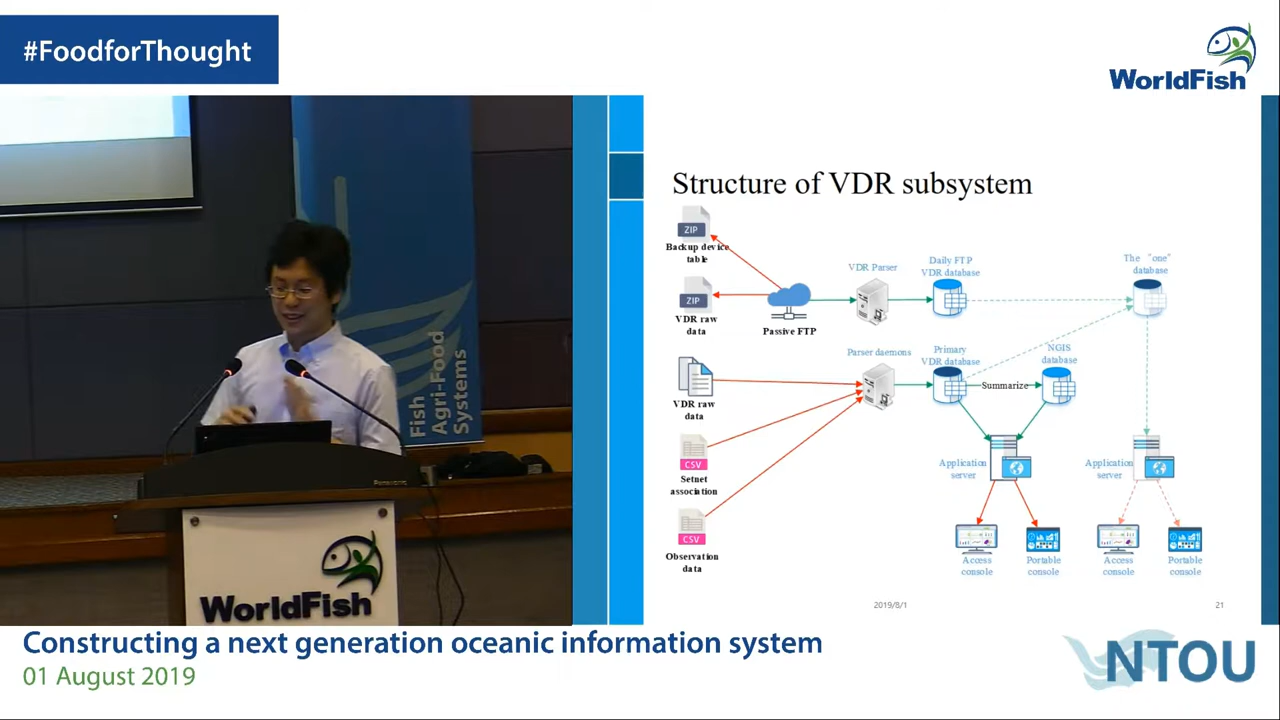 #FoodforThought
WorldFish
Fish
Agri-Food
Systems
Panasonic
WorldFish
Structure of VDR subsystem
ZIP
Backup device
table
ZIP
VDR raw
data
Passive FTP
VDR Parser
Daily FTP
VDR database
The "one"
database
VDR raw
data
CSV
Setnet
association
CSV
Observation
data
Parser daemons
Primary
VDR database
Summarize
NGIS
database
Application
server
Application
server
Access
console
Portable
console
Access
console
Portable
console
2019/8/1
21
Constructing a next generation oceanic information system
01 August 2019
NTOU